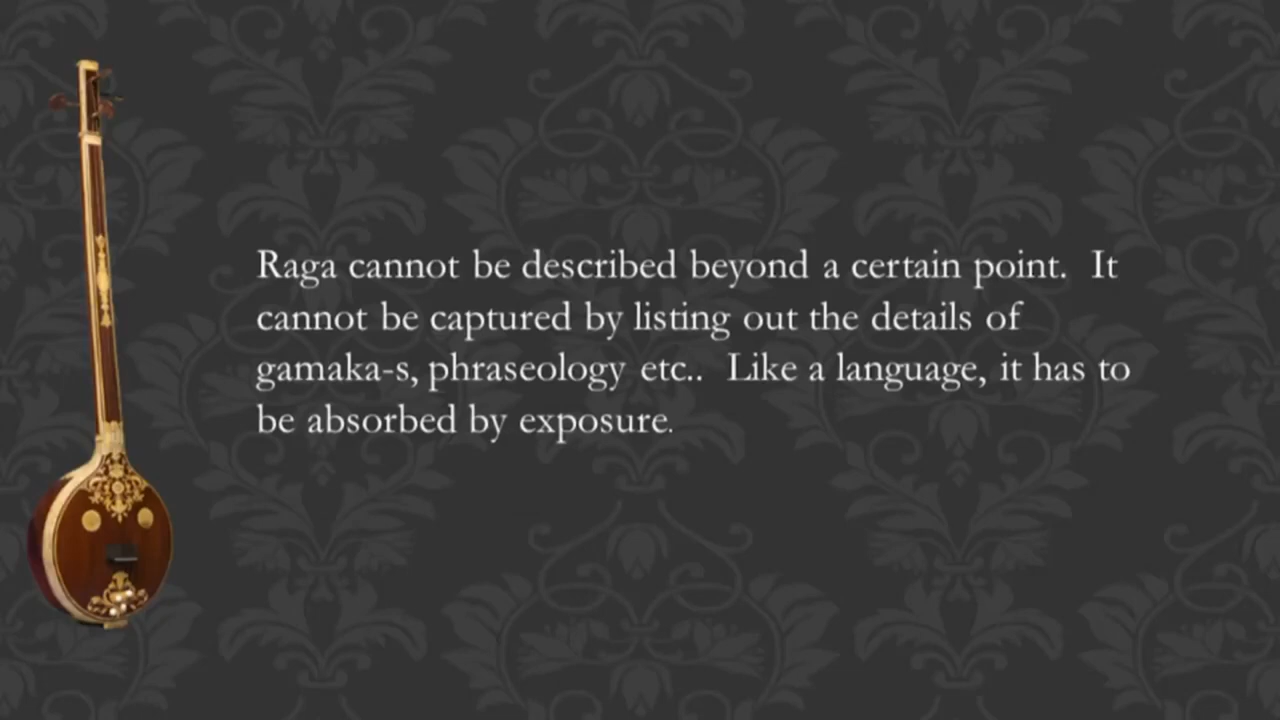 Raga cannot be described beyond a certain point.  It
cannot be captured by listing out the details of
gamaka-s, phraseology etc..  Like a language, it has to
be absorbed by exposure.